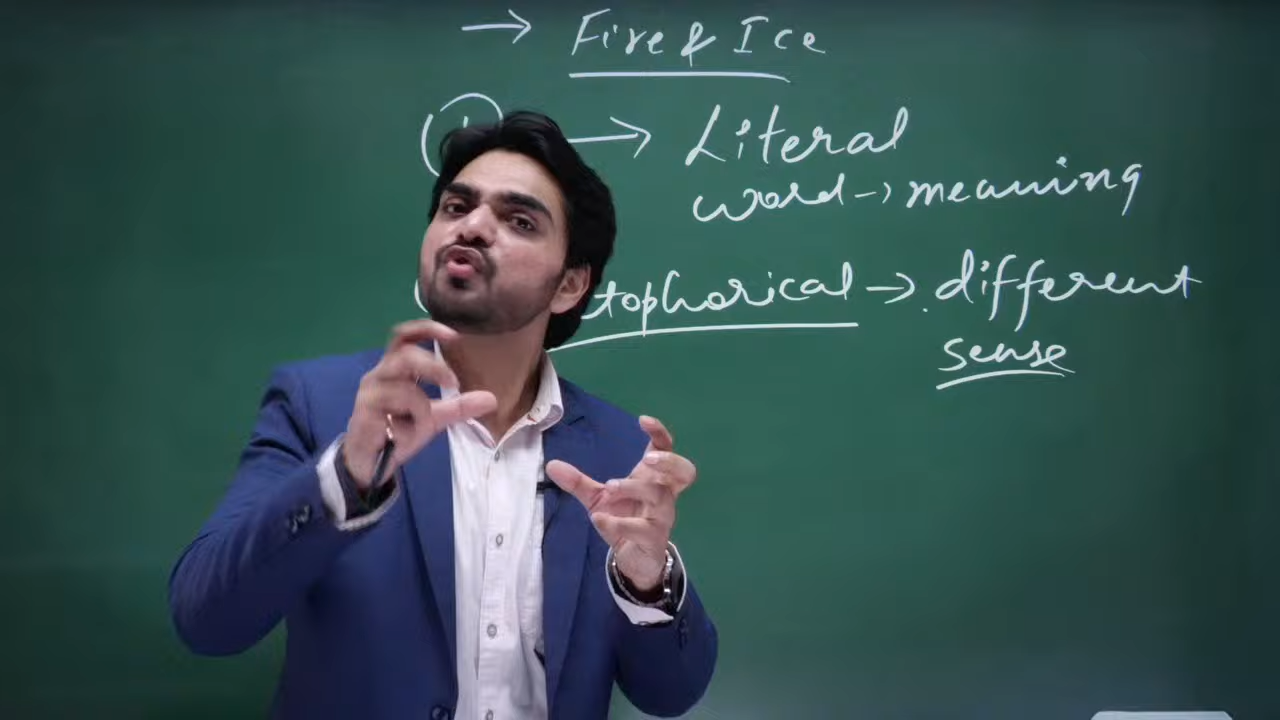 → Fire & Ice
→ Literal
word → meaning
tophorical → different
sense